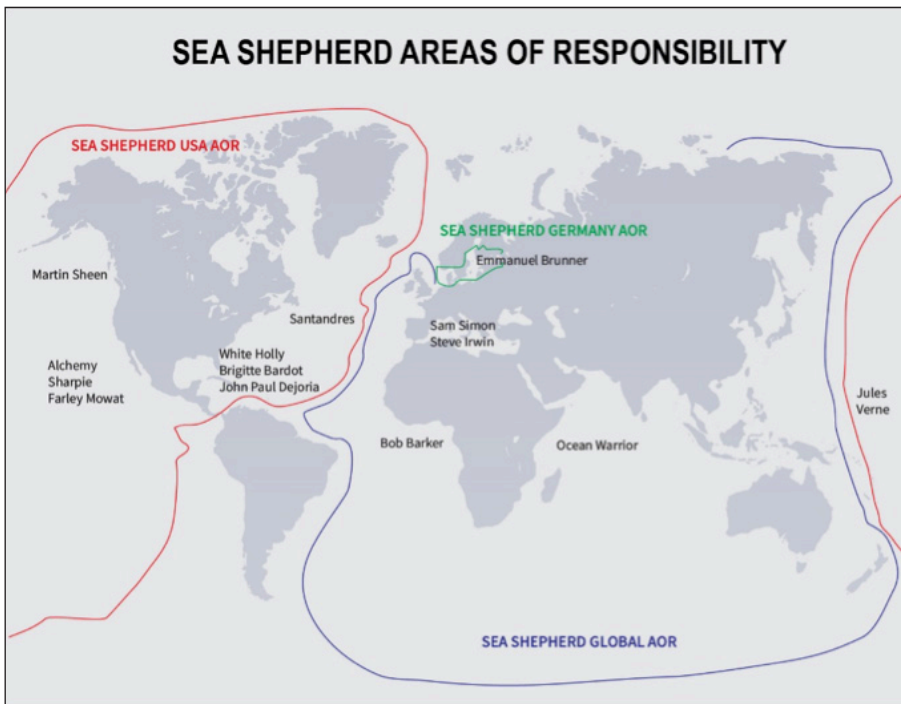 SEA SHEPHERD AREAS OF RESPONSIBILITY
SEA SHEPHERD USA AOR
SEA SHEPHERD GERMANY AOR
Emmanuel Brunner
Martin Sheen
Santandres
Sam Simon
Steve Irwin
White Holly
Brigitte Bardot
John Paul Dejoria
Alchemy
Sharpie
Farley Mowat
Jules
Verne
Bob Barker
Ocean Warrior
SEA SHEPHERD GLOBAL AOR